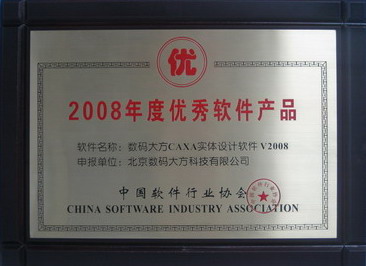 优
2008年度优秀软件产品
软件名称：数码大方CAXA实体设计软件 V2008
申报单位：北京数码大方科技有限公司
中国软件行业协会
CHINA SOFTWARE INDUSTRY ASSOCIATION